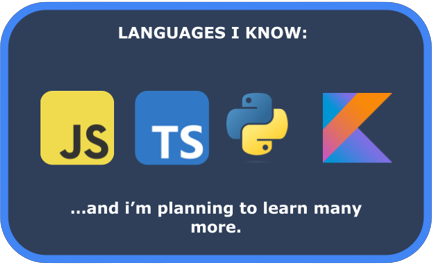 LANGUAGES I KNOW:
JS
TS
...and i’m planning to learn many
more.